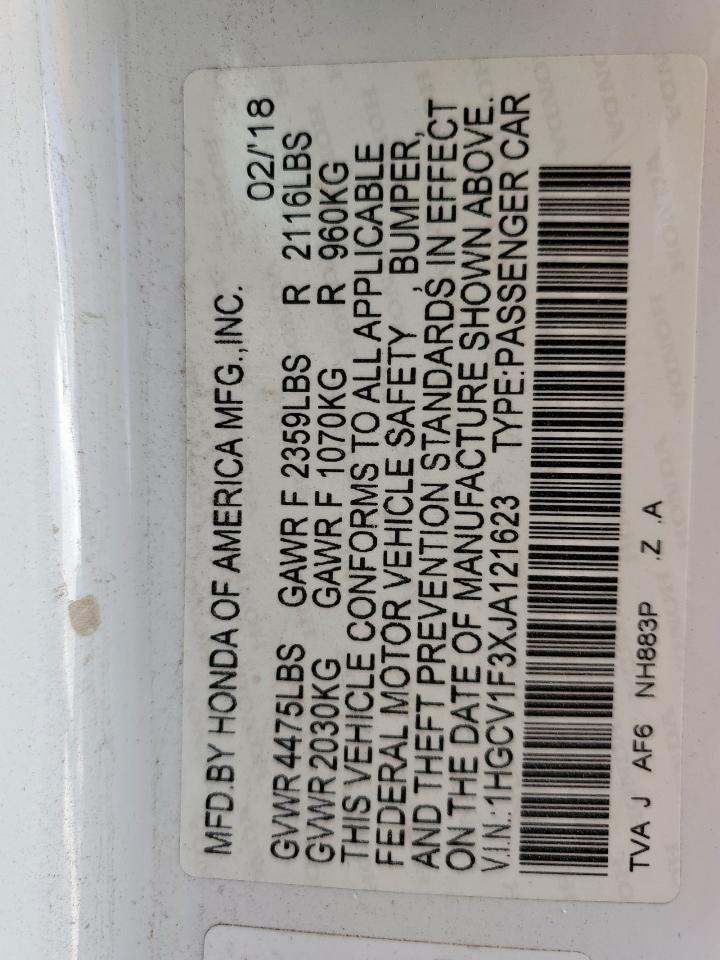 MFD.BY HONDA OF AMERICA MFG.,INC.
02/'18
GVWR 4475LBS GAWR F 2359LBS R 2116LBS
GVWR 2030KG GAWR F 1070KG R 960KG
THIS VEHICLE CONFORMS TO ALL APPLICABLE
FEDERAL MOTOR VEHICLE SAFETY , BUMPER,
AND THEFT PREVENTION STANDARDS IN EFFECT
ON THE DATE OF MANUFACTURE SHOWN ABOVE.
V.I.N.:1HGCV1F3XJA121623 TYPE:PASSENGER CAR
TVA J AF6 NH883P .Z .A